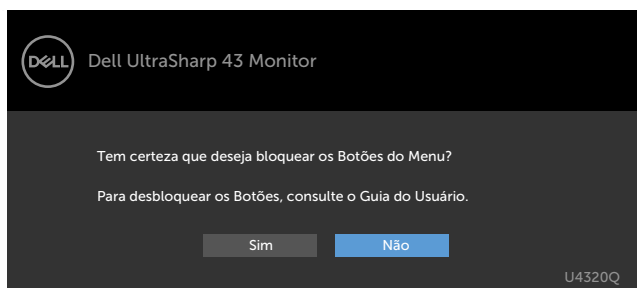 DELL
Dell UltraSharp 43 Monitor
Tem certeza que deseja bloquear os Botões do Menu?
Para desbloquear os Botões, consulte o Guia do Usuário.
Sim
Não
U4320Q